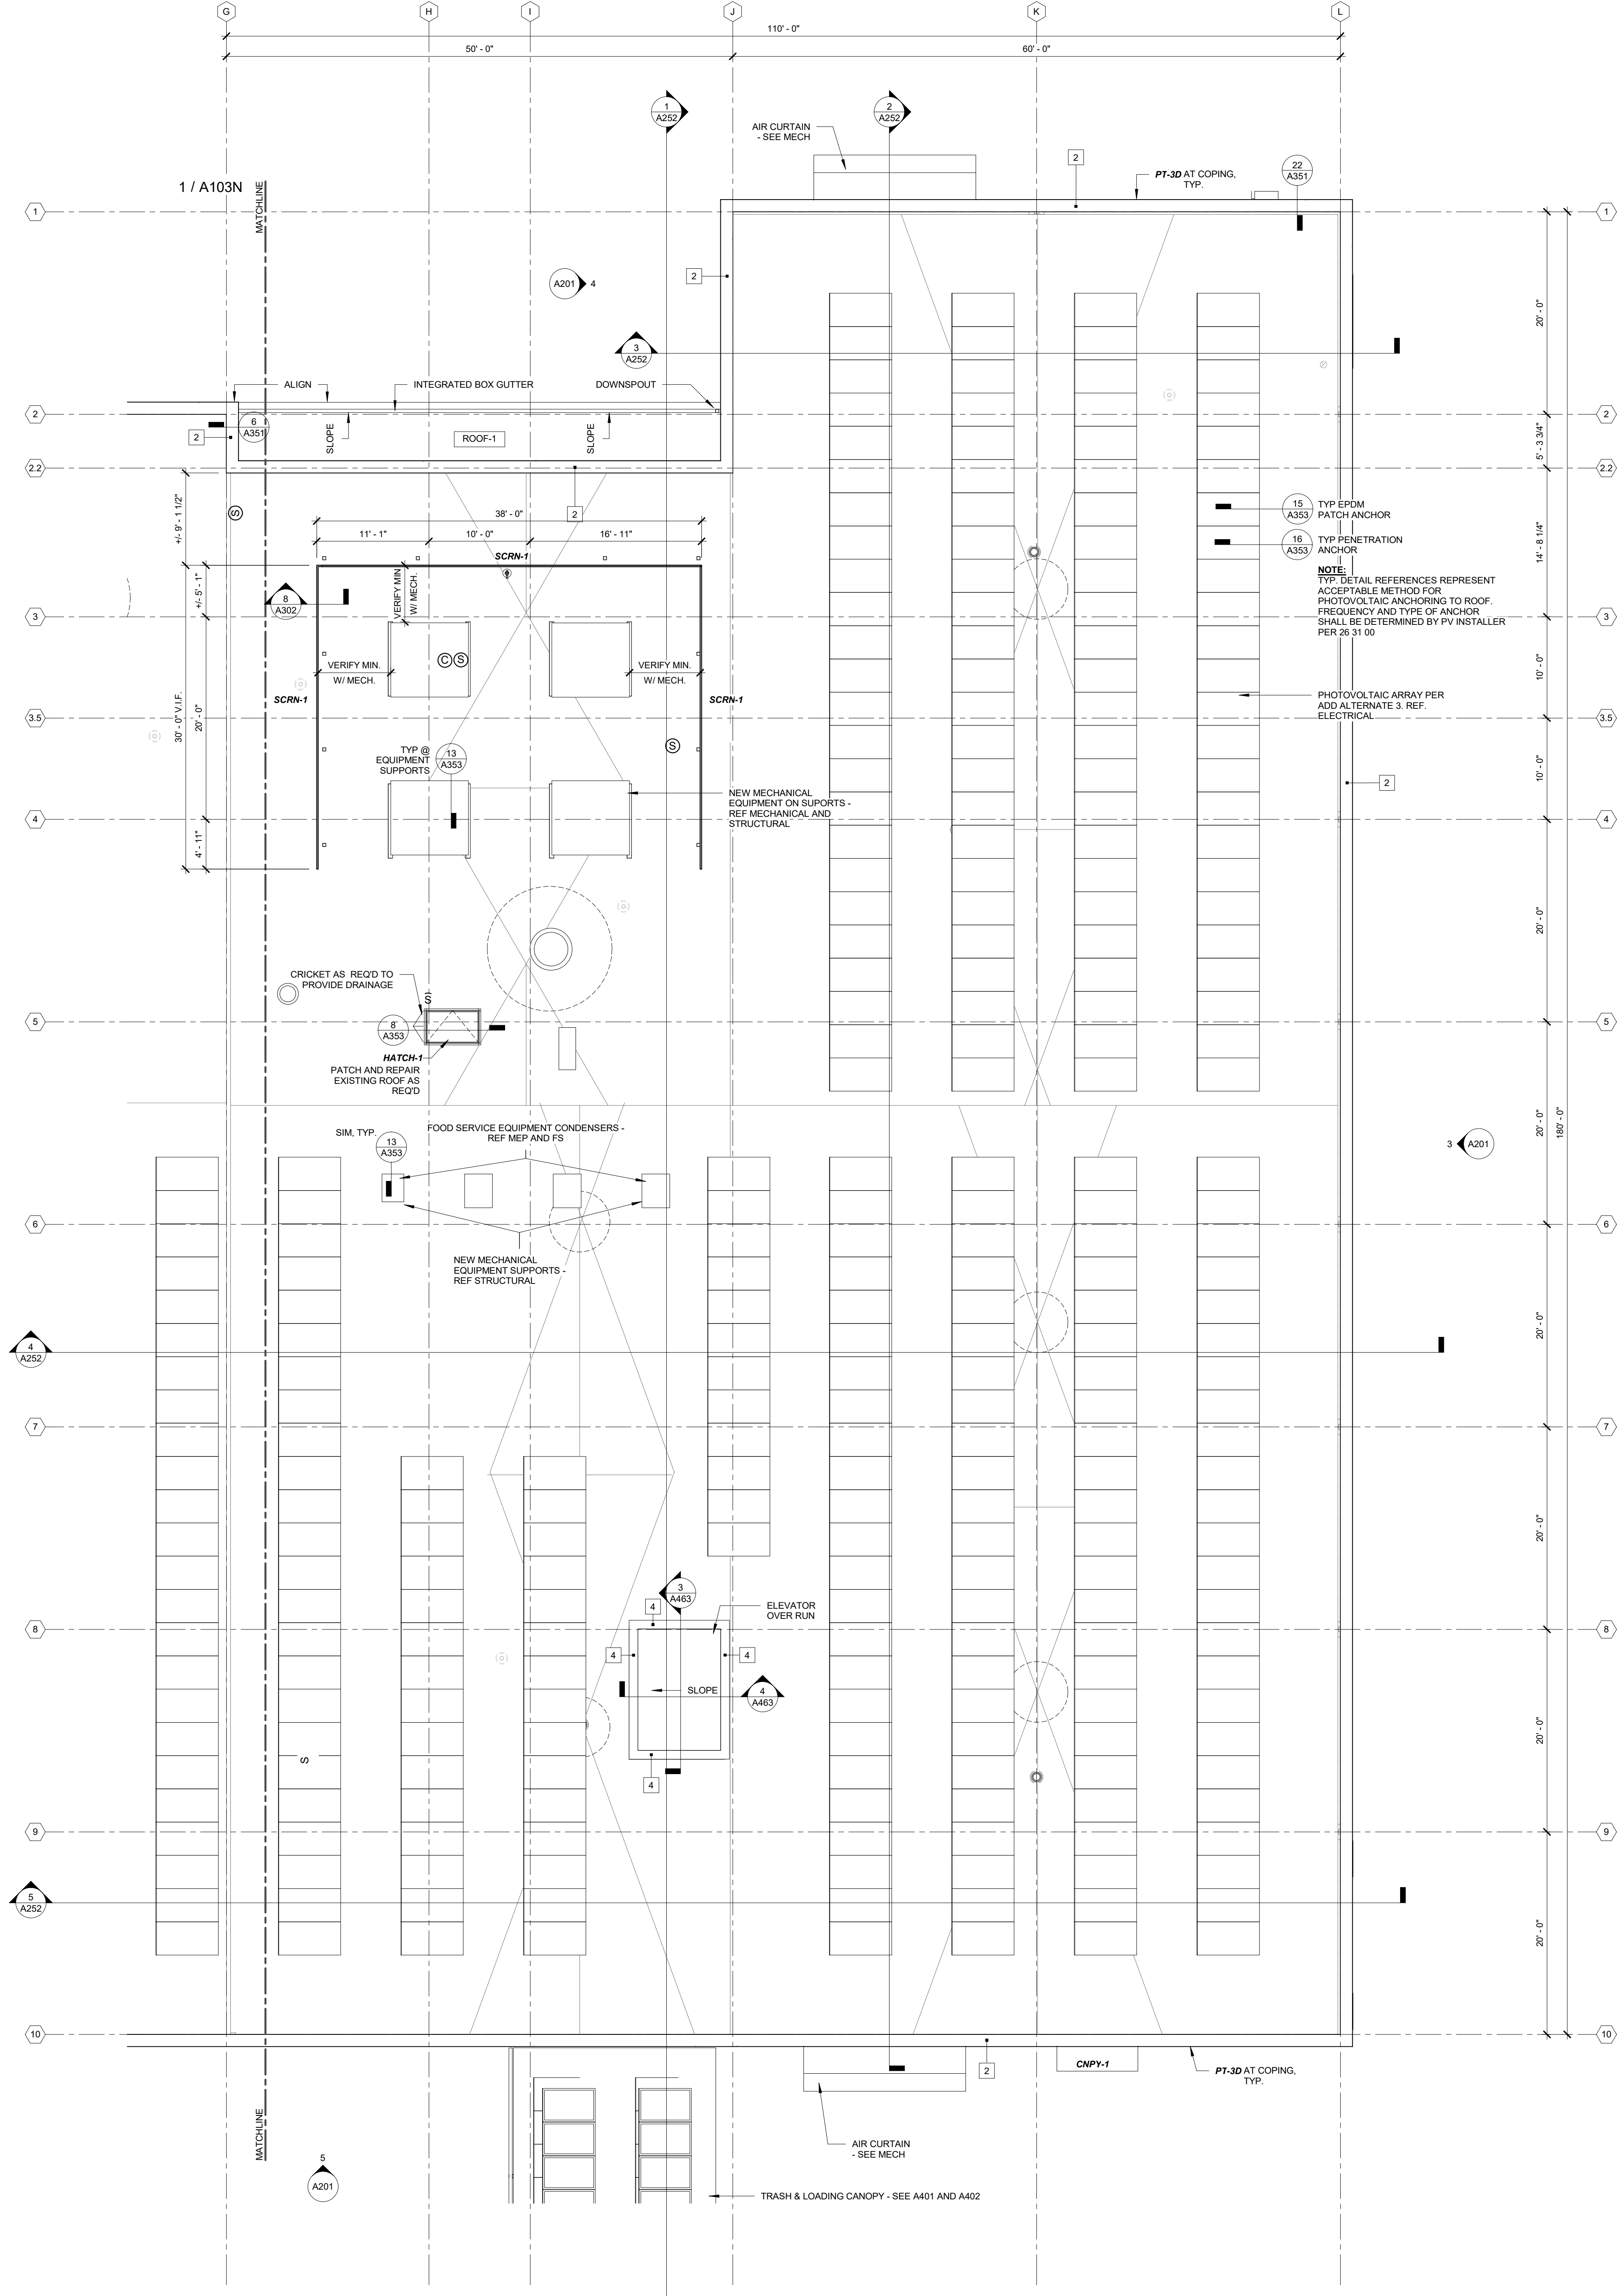 G
H
I
J
K
L
110' - 0"
50' - 0"
60' - 0"
1
A252
2
A252
AIR CURTAIN
- SEE MECH
2
PT-3D AT COPING,
TYP.
22
A351
1 / A103N
MATCHLINE
1
1
2
A201
4
3
A252
20' - 0"
ALIGN
INTEGRATED BOX GUTTER
DOWNSPOUT
2
2
6
A351
2
SLOPE
ROOF-1
SLOPE
5' - 3 3/4"
2.2
2.2
2
S
+/- 9' - 1 1/2"
38' - 0"
11' - 1"
10' - 0"
16' - 11"
SCRN-1
15
A353
TYP EPDM
PATCH ANCHOR
16
A353
TYP PENETRATION
ANCHOR
14' - 8 1/4"
NOTE:
TYP. DETAIL REFERENCES REPRESENT
ACCEPTABLE METHOD FOR
PHOTOVOLTAIC ANCHORING TO ROOF.
FREQUENCY AND TYPE OF ANCHOR
SHALL BE DETERMINED BY PV INSTALLER
PER 26 31 00
8
A302
+/- 5' - 1"
VERIFY MIN.
W/ MECH.
3
3
C
S
VERIFY MIN.
W/ MECH.
VERIFY MIN.
W/ MECH.
10' - 0"
SCRN-1
SCRN-1
30' - 0" V.I.F.
20' - 0"
PHOTOVOLTAIC ARRAY PER
ADD ALTERNATE 3. REF.
ELECTRICAL
3.5
3.5
S
TYP @
EQUIPMENT
SUPPORTS
13
A353
10' - 0"
2
NEW MECHANICAL
EQUIPMENT ON SUPORTS -
REF MECHANICAL AND
STRUCTURAL
4
4
4' - 11"
20' - 0"
CRICKET AS REQ'D TO
PROVIDE DRAINAGE
S
8
A353
5
5
HATCH-1
PATCH AND REPAIR
EXISTING ROOF AS
REQ'D
20' - 0"
180' - 0"
SIM, TYP.
13
A353
FOOD SERVICE EQUIPMENT CONDENSERS -
REF MEP AND FS
3
A201
6
6
NEW MECHANICAL
EQUIPMENT SUPPORTS -
REF STRUCTURAL
20' - 0"
4
A252
7
7
20' - 0"
3
A463
4
ELEVATOR
OVER RUN
8
8
4
4
SLOPE
4
A463
S
4
20' - 0"
9
9
5
A252
20' - 0"
10
10
2
CNPY-1
PT-3D AT COPING,
TYP.
MATCHLINE
AIR CURTAIN
- SEE MECH
5
A201
TRASH & LOADING CANOPY - SEE A401 AND A402